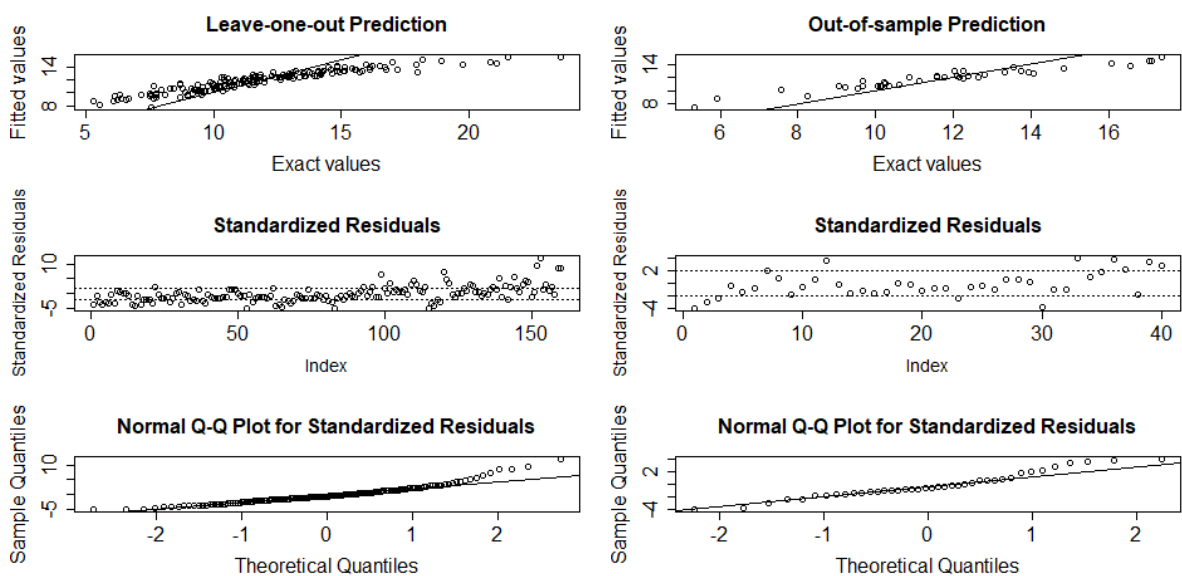 Leave-one-out Prediction
Fitted values
14
8
5
10
15
20
Exact values
Out-of-sample Prediction
Fitted values
14
8
6
8
10
12
14
16
Exact values
Standardized Residuals
Standardized Residuals
10
-5
0
50
100
150
Index
Standardized Residuals
Standardized Residuals
2
-4
0
10
20
30
40
Index
Normal Q-Q Plot for Standardized Residuals
Sample Quantiles
10
-5
-2
-1
0
1
2
Theoretical Quantiles
Normal Q-Q Plot for Standardized Residuals
Sample Quantiles
2
-4
-2
-1
0
1
2
Theoretical Quantiles